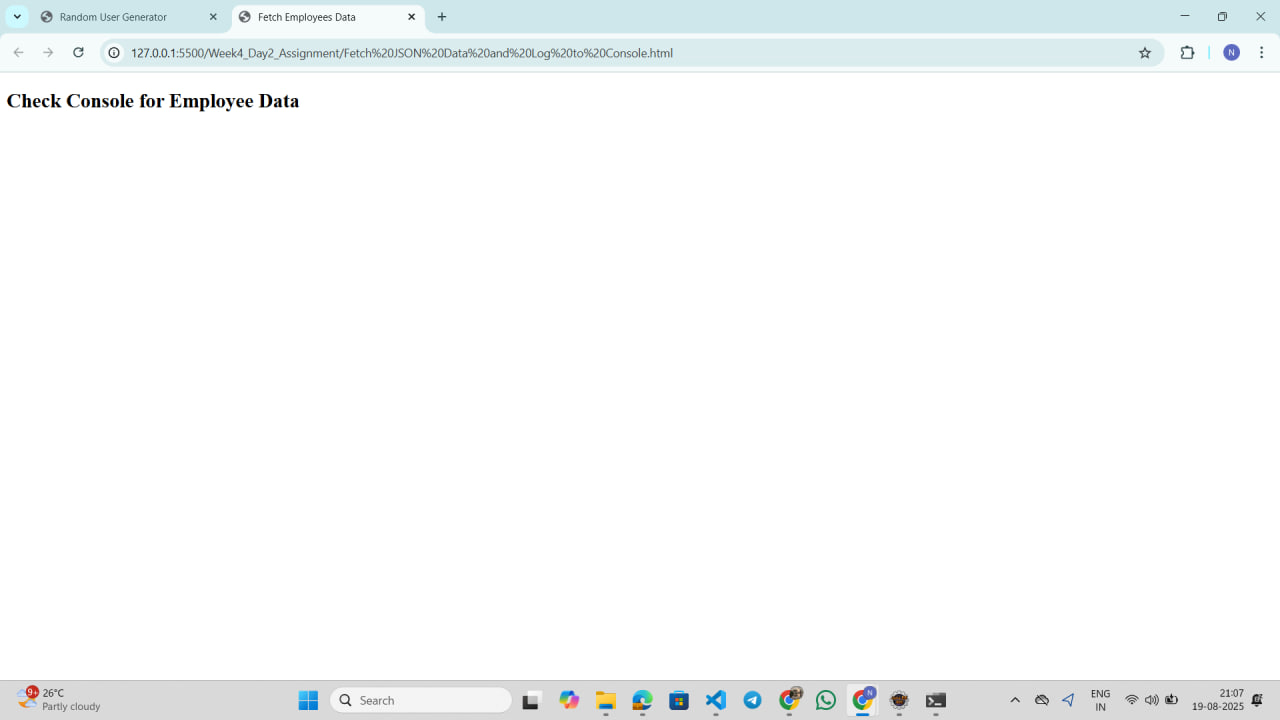 Random User Generator
Fetch Employees Data
127.0.0.1:5500/Week4_Day2_Assignment/Fetch%20JSON%20Data%20and%20Log%20to%20Console.html
N
Check Console for Employee Data
9+
26°C
Partly cloudy
Search
N
ENG
IN
21:07
19-08-2025